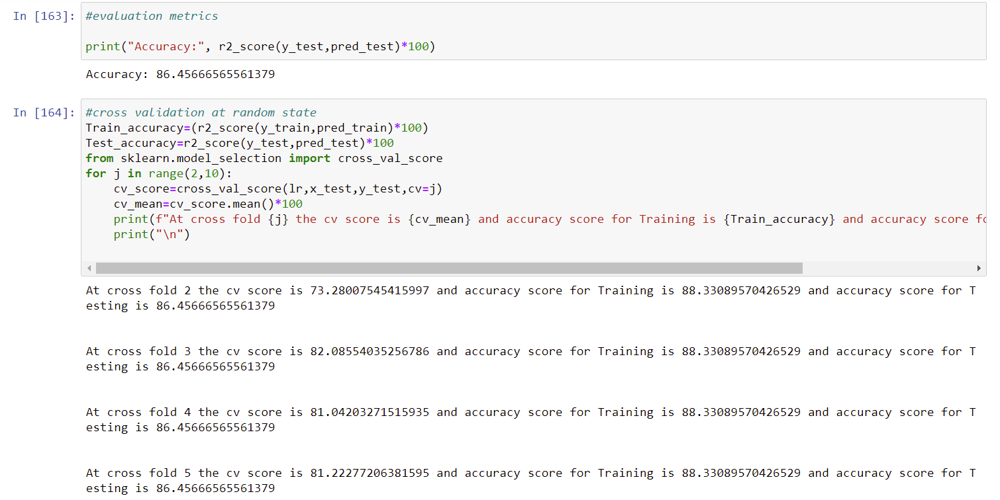 In [163]: #evaluation metrics
print("Accuracy:", r2_score(y_test,pred_test)*100)
Accuracy: 86.45666565561379
In [164]: #cross validation at random state
Train_accuracy=(r2_score(y_train,pred_train)*100)
Test_accuracy=r2_score(y_test,pred_test)*100
from sklearn.model_selection import cross_val_score
for j in range(2,10):
    cv_score=cross_val_score(lr,x_test,y_test,cv=j)
    cv_mean=cv_score.mean()*100
    print(f"At cross fold {j} the cv score is {cv_mean} and accuracy score for Training is {Train_accuracy} and accuracy score fo
    print("\n")
At cross fold 2 the cv score is 73.28007545415997 and accuracy score for Training is 88.33089570426529 and accuracy score for T
esting is 86.45666565561379
At cross fold 3 the cv score is 82.08554035256786 and accuracy score for Training is 88.33089570426529 and accuracy score for T
esting is 86.45666565561379
At cross fold 4 the cv score is 81.04203271515935 and accuracy score for Training is 88.33089570426529 and accuracy score for T
esting is 86.45666565561379
At cross fold 5 the cv score is 81.22277206381595 and accuracy score for Training is 88.33089570426529 and accuracy score for T
esting is 86.45666565561379